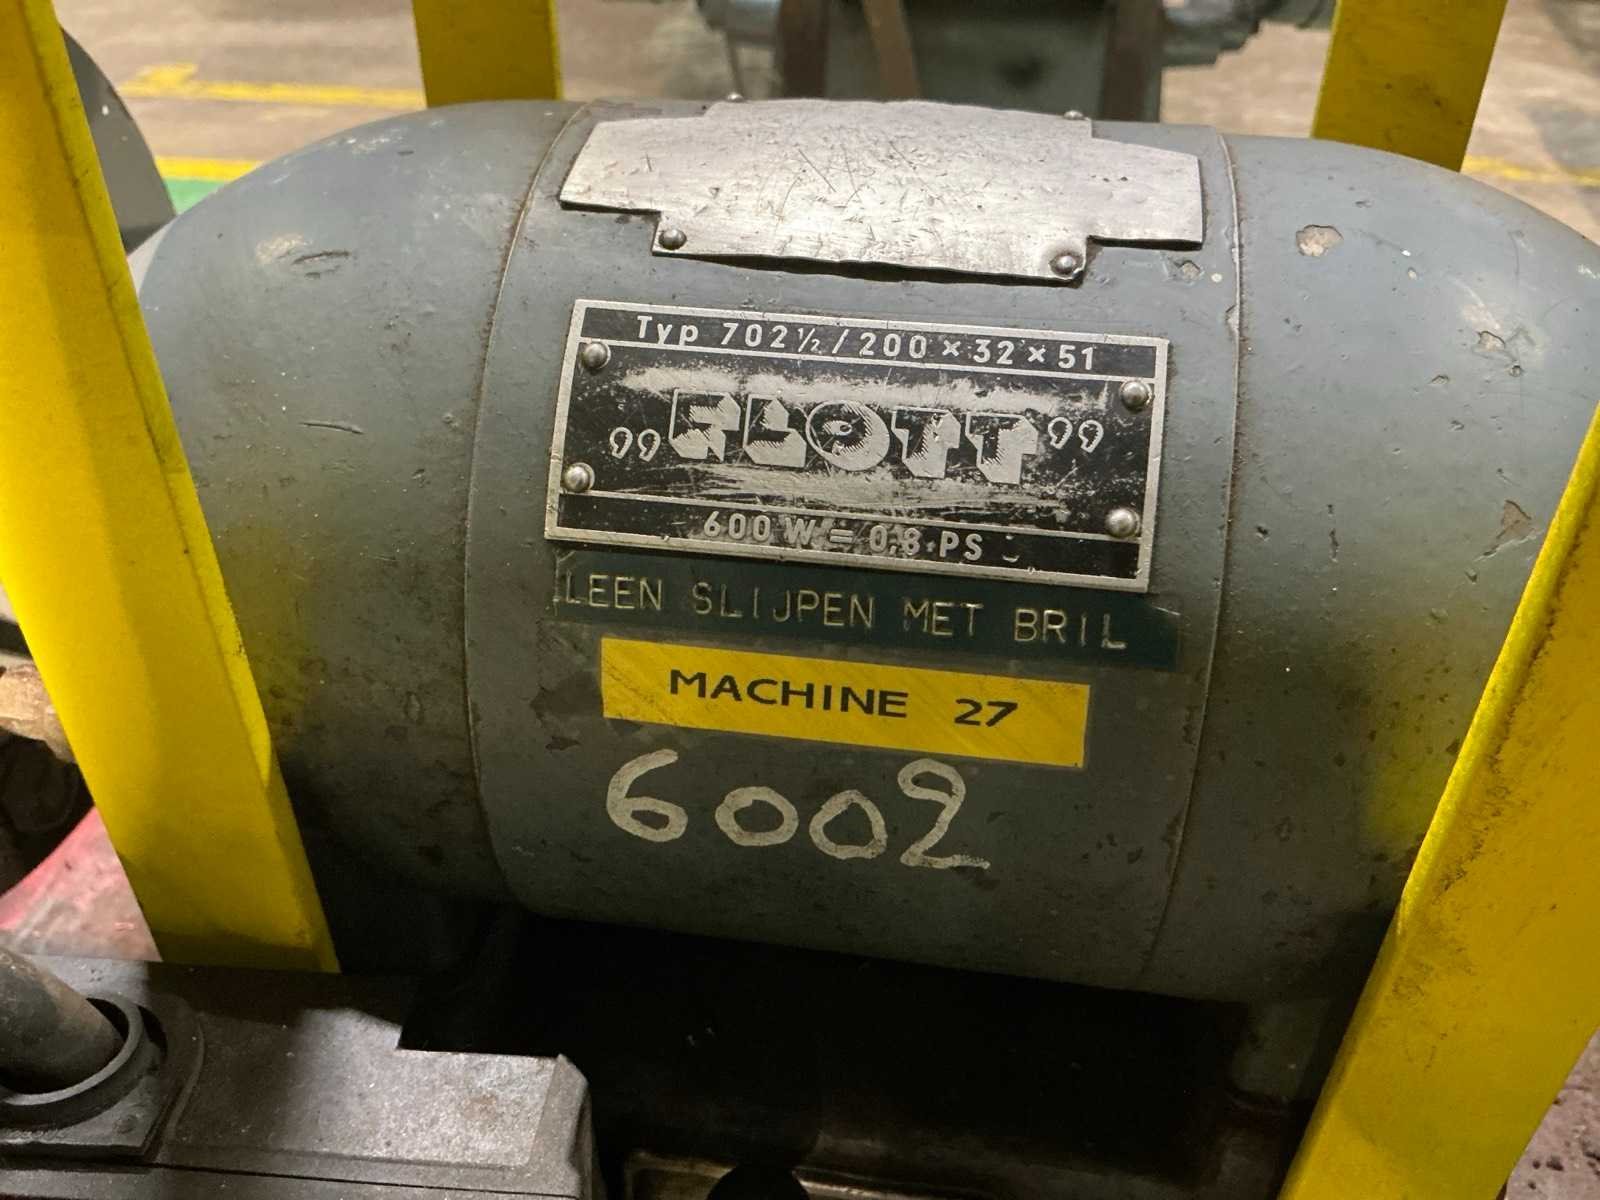 Typ 702½/200×32×51
"FLOTT"
600 W = 0,8 PS
LEEN SLIJPEN MET BRIL
MACHINE 27
6002